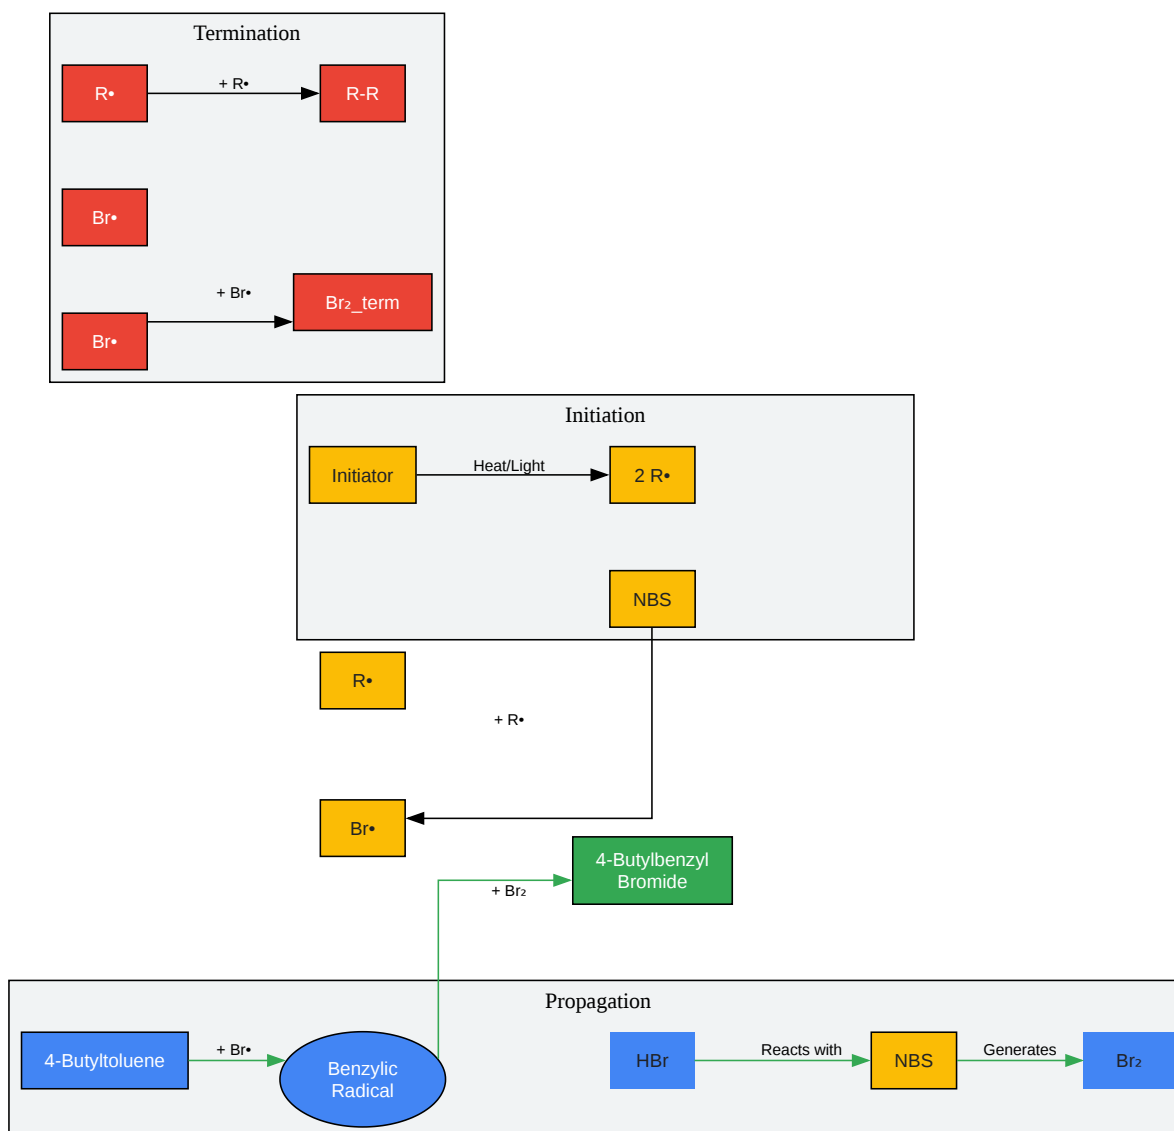 Termination
R•
+ R•
R-R
Br•
+ Br•
Br₂_term
Br•
Initiation
Initiator
Heat/Light
2 R•
NBS
R•
+ R•
Br•
4-Butylbenzyl
Bromide
+ Br₂
Propagation
4-Butyltoluene
+ Br•
Benzylic
Radical
HBr
Reacts with
NBS
Generates
Br₂